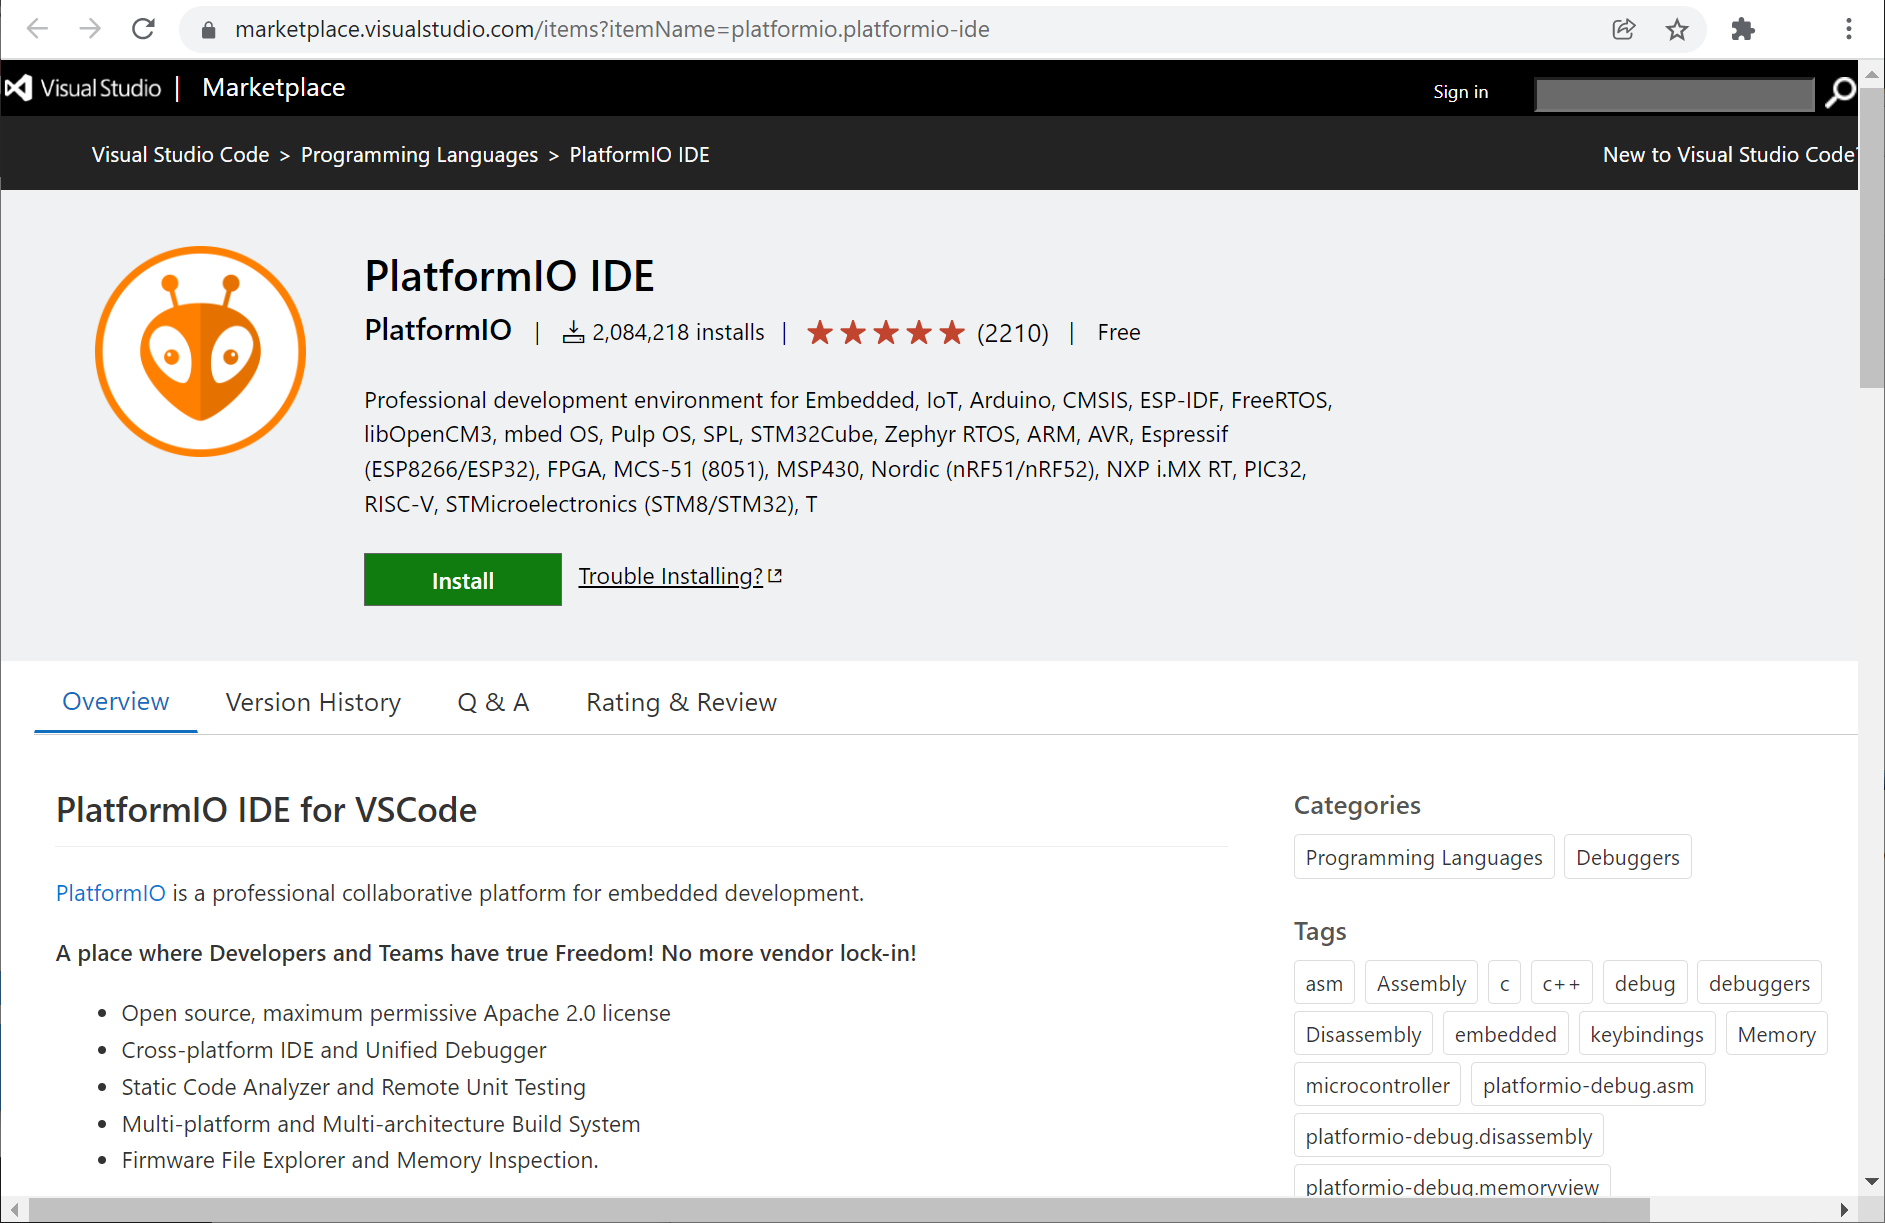 marketplace.visualstudio.com/items?itemName=platformio.platformio-ide
Visual Studio | Marketplace
Sign in
Visual Studio Code > Programming Languages > PlatformIO IDE
New to Visual Studio Code?
PlatformIO IDE
PlatformIO | 2,084,218 installs | (2210) | Free
Professional development environment for Embedded, IoT, Arduino, CMSIS, ESP-IDF, FreeRTOS,
libOpenCM3, mbed OS, Pulp OS, SPL, STM32Cube, Zephyr RTOS, ARM, AVR, Espressif
(ESP8266/ESP32), FPGA, MCS-51 (8051), MSP430, Nordic (nRF51/nRF52), NXP i.MX RT, PIC32,
RISC-V, STMicroelectronics (STM8/STM32), T
Install
Trouble Installing?
Overview Version History Q & A Rating & Review
PlatformIO IDE for VSCode
PlatformIO is a professional collaborative platform for embedded development.
A place where Developers and Teams have true Freedom! No more vendor lock-in!
• Open source, maximum permissive Apache 2.0 license
• Cross-platform IDE and Unified Debugger
• Static Code Analyzer and Remote Unit Testing
• Multi-platform and Multi-architecture Build System
• Firmware File Explorer and Memory Inspection.
Categories
Programming Languages Debuggers
Tags
asm Assembly c c++ debug debuggers
Disassembly embedded keybindings Memory
microcontroller platformio-debug.asm
platformio-debug.disassembly
platformio-debug.memoryview